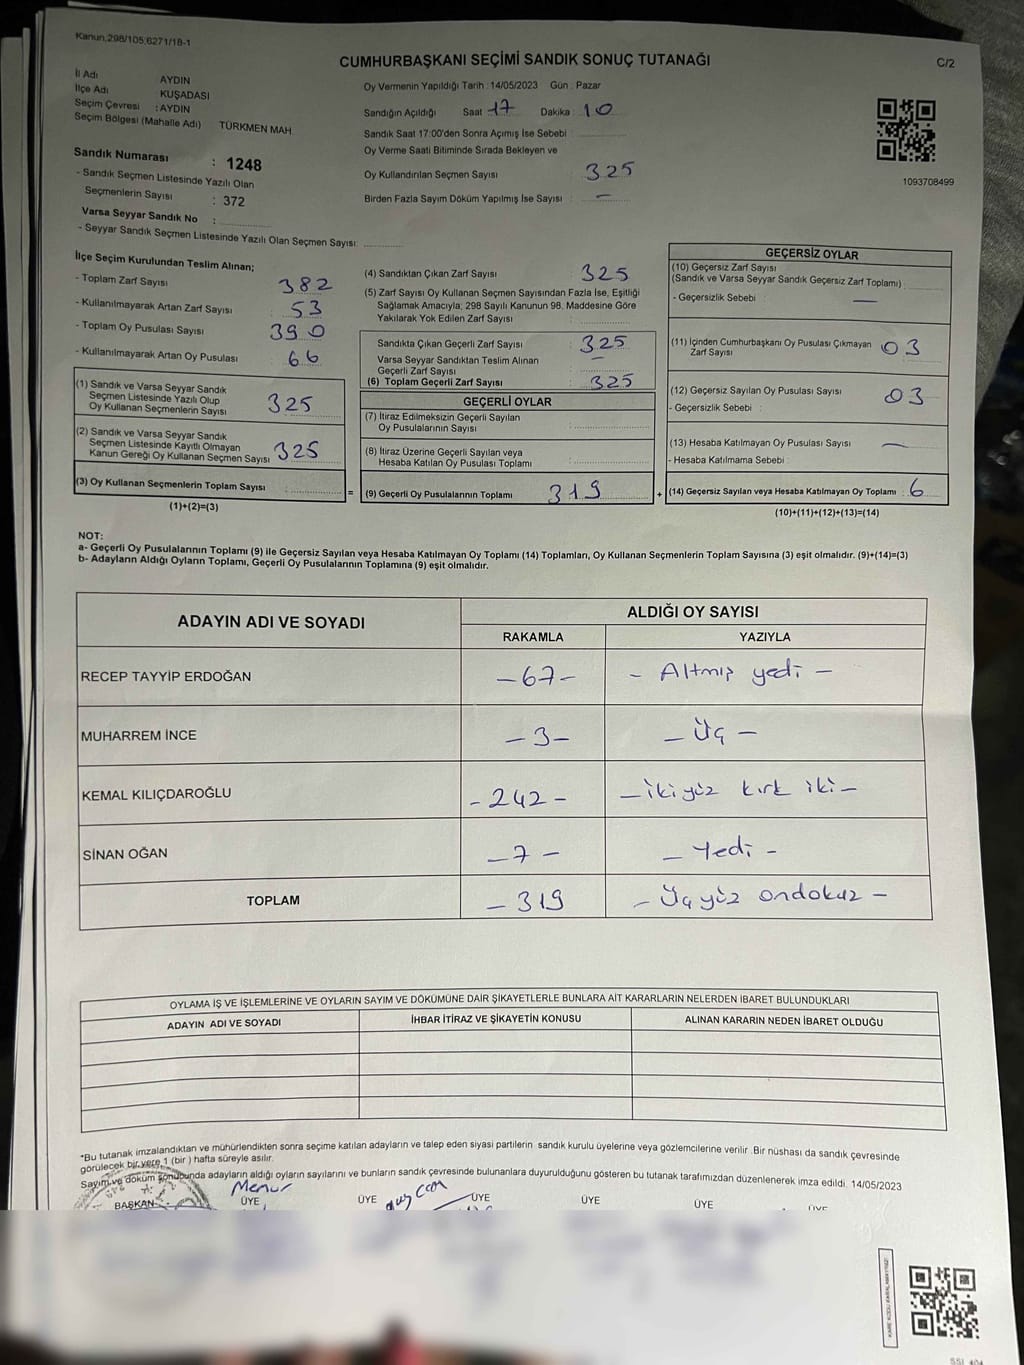 Kanun,298/105,6271/18-1
CUMHURBAŞKANI SEÇİMİ SANDIK SONUÇ TUTANAĞI
C/2
İl Adı AYDIN
İlçe Adı KUŞADASI
Seçim Çevresi : AYDIN
Seçim Bölgesi (Mahalle Adı) TÜRKMEN MAH
Sandık Numarası : 1248
- Sandık Seçmen Listesinde Yazılı Olan
Seçmenlerin Sayısı : 372
Varsa Seyyar Sandık No :
- Seyyar Sandık Seçmen Listesinde Yazılı Olan Seçmen Sayısı:
Oy Vermenin Yapıldığı Tarih : 14/05/2023 Gün : Pazar
Sandığın Açıldığı Saat : 17 Dakika : 10
Sandık Saat 17:00'den Sonra Açımış İse Sebebi :
Oy Verme Saati Bitiminde Sırada Bekleyen ve
Oy Kullandırılan Seçmen Sayısı : 325
Birden Fazla Sayım Döküm Yapılmış İse Sayısı : —
1093708499
İlçe Seçim Kurulundan Teslim Alınan;
- Toplam Zarf Sayısı : 382
- Kullanılmayarak Artan Zarf Sayısı : 53
- Toplam Oy Pusulası Sayısı : 390
- Kullanılmayarak Artan Oy Pusulası : 66
(1) Sandık ve Varsa Seyyar Sandık
Seçmen Listesinde Yazılı Olup
Oy Kullanan Seçmenlerin Sayısı : 325
(2) Sandık ve Varsa Seyyar Sandık
Seçmen Listesinde Kayıtlı Olmayan
Kanun Gereği Oy Kullanan Seçmen Sayısı : 325
(3) Oy Kullanan Seçmenlerin Toplam Sayısı :
(1)+(2)=(3)
(4) Sandıktan Çıkan Zarf Sayısı : 325
(5) Zarf Sayısı Oy Kullanan Seçmen Sayısından Fazla İse, Eşitliği
Sağlamak Amacıyla; 298 Sayılı Kanunun 98. Maddesine Göre
Yakılarak Yok Edilen Zarf Sayısı :
Sandıkta Çıkan Geçerli Zarf Sayısı : 325
Varsa Seyyar Sandıktan Teslim Alınan
Geçerli Zarf Sayısı : —
(6) Toplam Geçerli Zarf Sayısı : 325
GEÇERLİ OYLAR
(7) İtiraz Edilmeksizin Geçerli Sayılan
Oy Pusulalarının Sayısı :
(8) İtiraz Üzerine Geçerli Sayılan veya
Hesaba Katılan Oy Pusulası Toplamı :
= (9) Geçerli Oy Pusulalarının Toplamı : 319
GEÇERSİZ OYLAR
(10) Geçersiz Zarf Sayısı
(Sandık ve Varsa Seyyar Sandık Geçersiz Zarf Toplamı) :
- Geçersizlik Sebebi : —
(11) İçinden Cumhurbaşkanı Oy Pusulası Çıkmayan
Zarf Sayısı : 03
(12) Geçersiz Sayılan Oy Pusulası Sayısı : 03
- Geçersizlik Sebebi :
(13) Hesaba Katılmayan Oy Pusulası Sayısı : —
- Hesaba Katılmama Sebebi :
+ (14) Geçersiz Sayılan veya Hesaba Katılmayan Oy Toplamı : 6
(10)+(11)+(12)+(13)=(14)
NOT:
a- Geçerli Oy Pusulalarının Toplamı (9) ile Geçersiz Sayılan veya Hesaba Katılmayan Oy Toplamı (14) Toplamları, Oy Kullanan Seçmenlerin Toplam Sayısına (3) eşit olmalıdır. (9)+(14)=(3)
b- Adayların Aldığı Oyların Toplamı, Geçerli Oy Pusulalarının Toplamına (9) eşit olmalıdır.
ADAYIN ADI VE SOYADI ALDIĞI OY SAYISI
RAKAMLA YAZIYLA
RECEP TAYYİP ERDOĞAN -67- - Altmış yedi -
MUHARREM İNCE -3- - Üç -
KEMAL KILIÇDAROĞLU -242- - ikiyüz kırk iki -
SİNAN OĞAN -7- - Yedi -
TOPLAM - 319 - Üçyüz ondokuz -
OYLAMA İŞ VE İŞLEMLERİNE VE OYLARIN SAYIM VE DÖKÜMÜNE DAİR ŞİKAYETLERLE BUNLARA AİT KARARLARIN NELERDEN İBARET BULUNDUKLARI
ADAYIN ADI VE SOYADI İHBAR İTİRAZ VE ŞİKAYETİN KONUSU ALINAN KARARIN NEDEN İBARET OLDUĞU
*Bu tutanak imzalandıktan ve mühürlendikten sonra seçime katılan adayların ve talep eden siyasi partilerin sandık kurulu üyelerine veya gözlemcilerine verilir. Bir nüshası da sandık çevresinde
görülecek bir yere 1 (bir ) hafta süreyle asılır.
Sayım ve döküm sonucunda adayların aldığı oyların sayılarını ve bunların sandık çevresinde bulunanlara duyurulduğunu gösteren bu tutanak tarafımızdan düzenlenerek imza edildi. 14/05/2023
Memur
BAŞKAN ÜYE ÜYE ÜYE ÜYE ÜYE ÜYE